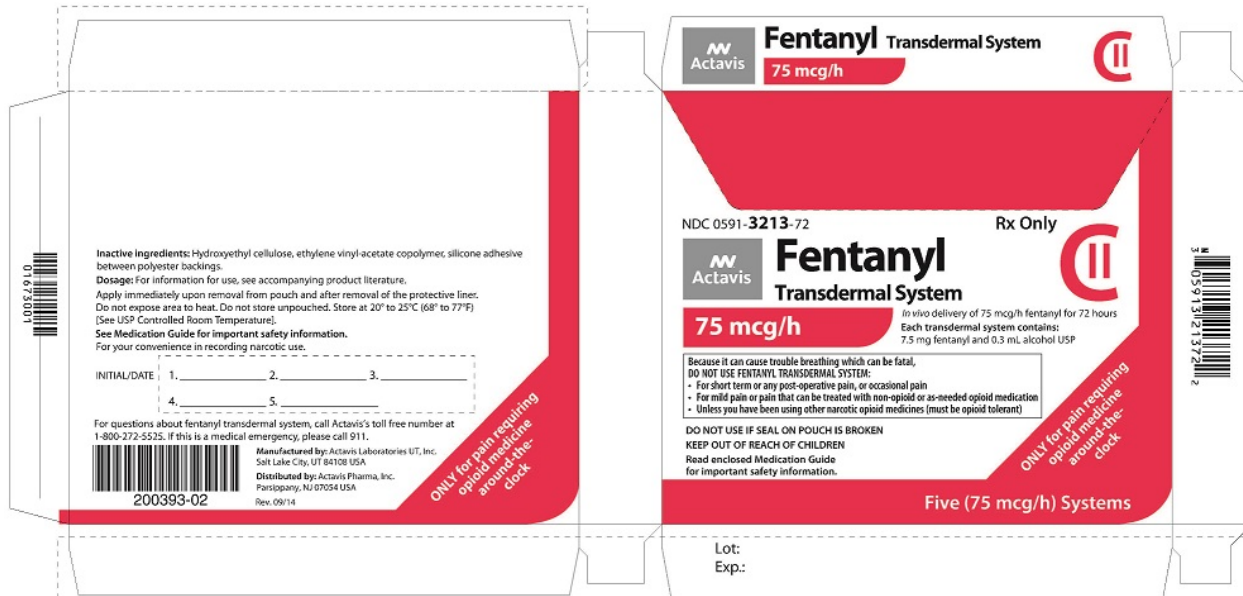 Actavis
Fentanyl Transdermal System
75 mcg/h
CII
NDC 0591-3213-72
Rx Only
Actavis
Fentanyl
Transdermal System
CII
75 mcg/h
In vivo delivery of 75 mcg/h fentanyl for 72 hours
Each transdermal system contains:
7.5 mg fentanyl and 0.3 mL alcohol USP
Because it can cause trouble breathing which can be fatal,
DO NOT USE FENTANYL TRANSDERMAL SYSTEM:
• For short term or any post-operative pain, or occasional pain
• For mild pain or pain that can be treated with non-opioid or as-needed opioid medication
• Unless you have been using other narcotic opioid medicines (must be opioid tolerant)
DO NOT USE IF SEAL ON POUCH IS BROKEN
KEEP OUT OF REACH OF CHILDREN
Read enclosed Medication Guide
for important safety information.
ONLY for pain requiring
opioid medicine
around-the-
clock
Five (75 mcg/h) Systems
Lot:
Exp.:
N
3 05913 21372 2
01673001
Inactive ingredients: Hydroxyethyl cellulose, ethylene vinyl-acetate copolymer, silicone adhesive
between polyester backings.
Dosage: For information for use, see accompanying product literature.
Apply immediately upon removal from pouch and after removal of the protective liner.
Do not expose area to heat. Do not store unpouched. Store at 20° to 25°C (68° to 77°F)
[See USP Controlled Room Temperature].
See Medication Guide for important safety information.
For your convenience in recording narcotic use.
INITIAL/DATE 1. 2. 3.
4. 5.
For questions about fentanyl transdermal system, call Actavis's toll free number at
1-800-272-5525. If this is a medical emergency, please call 911.
Manufactured by: Actavis Laboratories UT, Inc.
Salt Lake City, UT 84108 USA
Distributed by: Actavis Pharma, Inc.
Parsippany, NJ 07054 USA
200393-02
Rev. 09/14
ONLY for pain requiring
opioid medicine
around-the-
clock